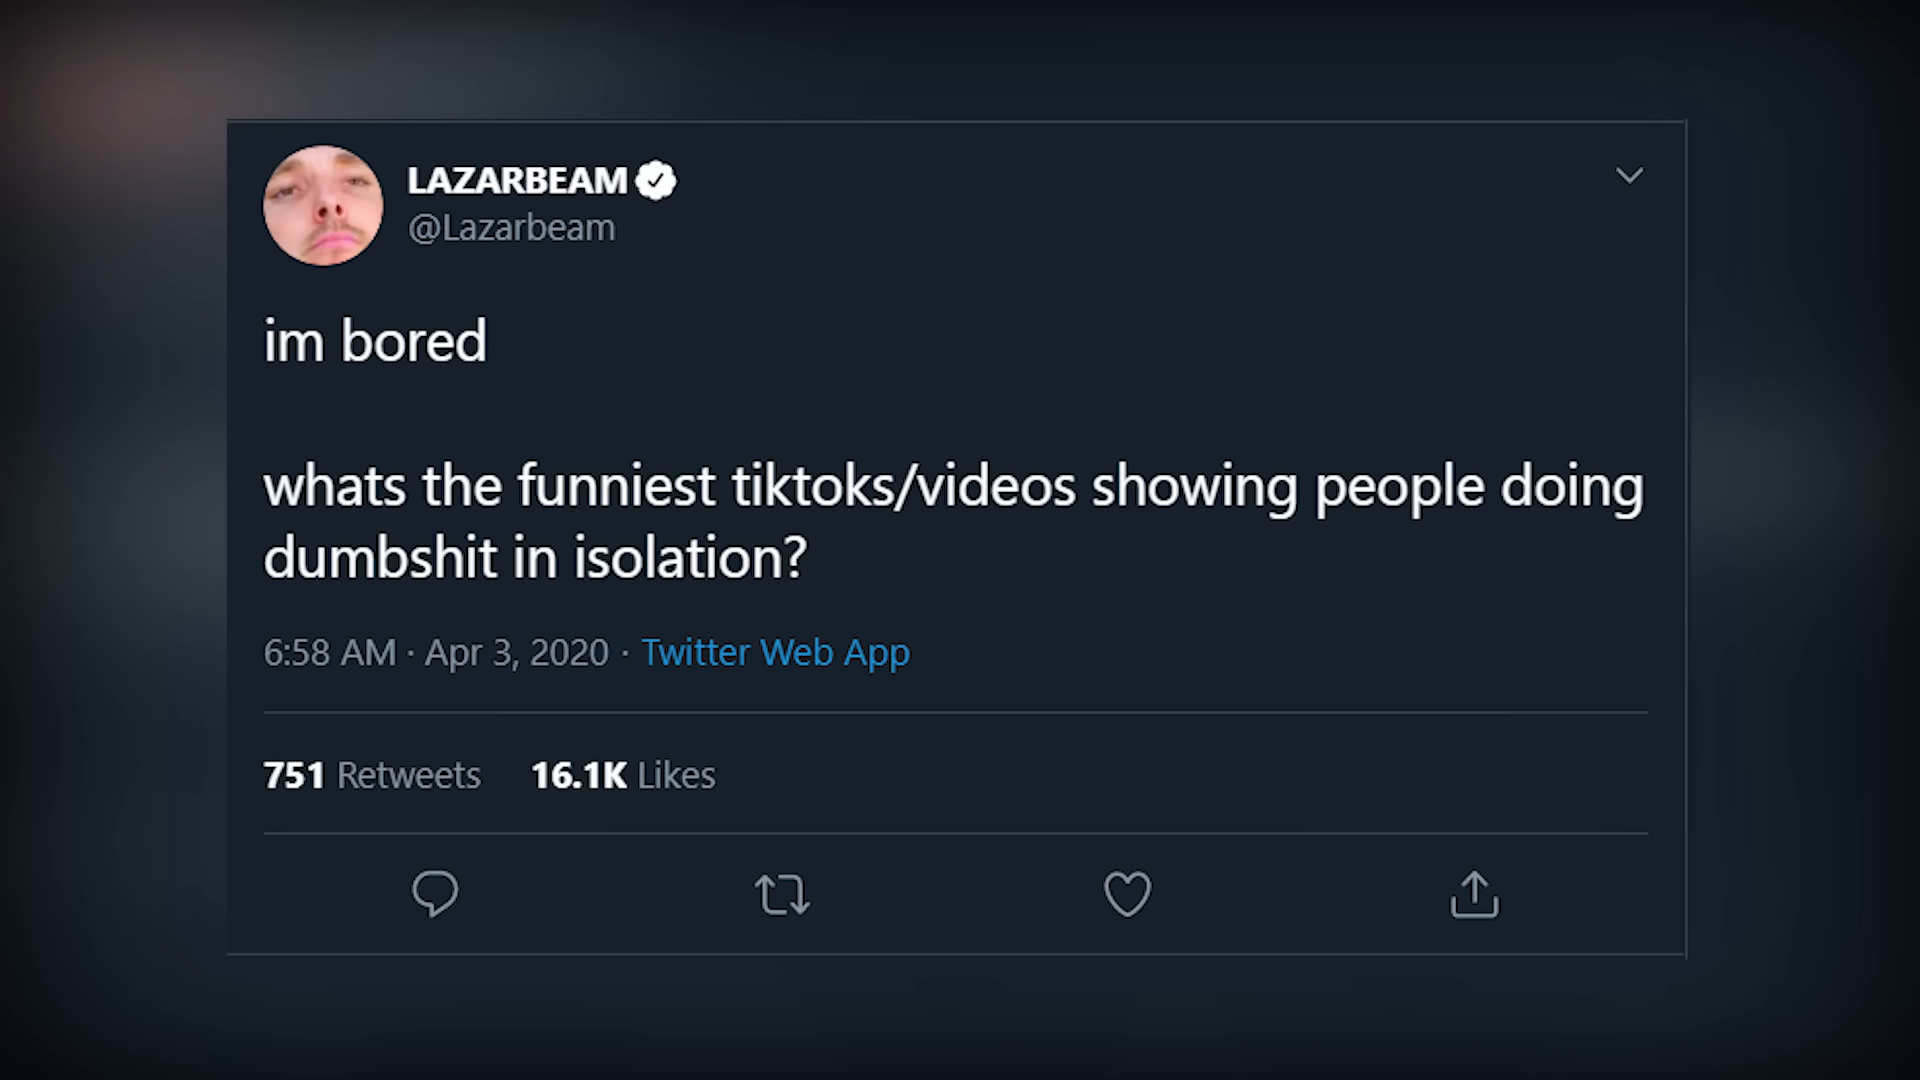 LAZARBEAM
@Lazarbeam
im bored
whats the funniest tiktoks/videos showing people doing
dumbshit in isolation?
6:58 AM · Apr 3, 2020 · Twitter Web App
751 Retweets 16.1K Likes